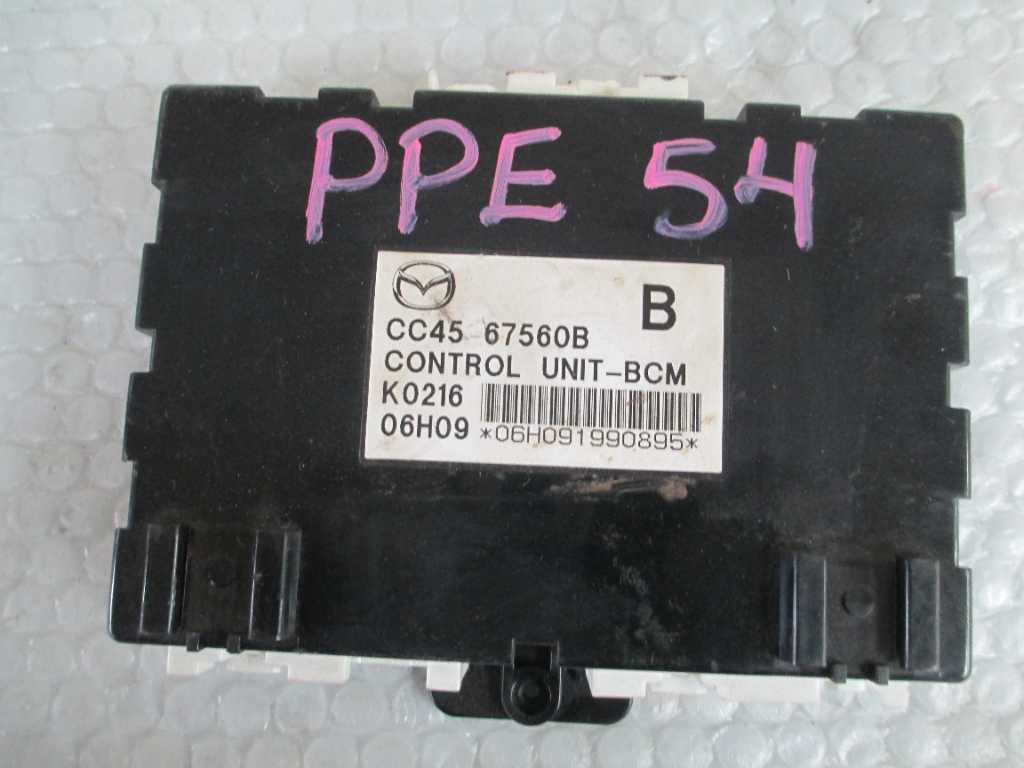 PPE 54
B
CC45 67560B
CONTROL UNIT-BCM
K0216
06H09 *06H091990895*